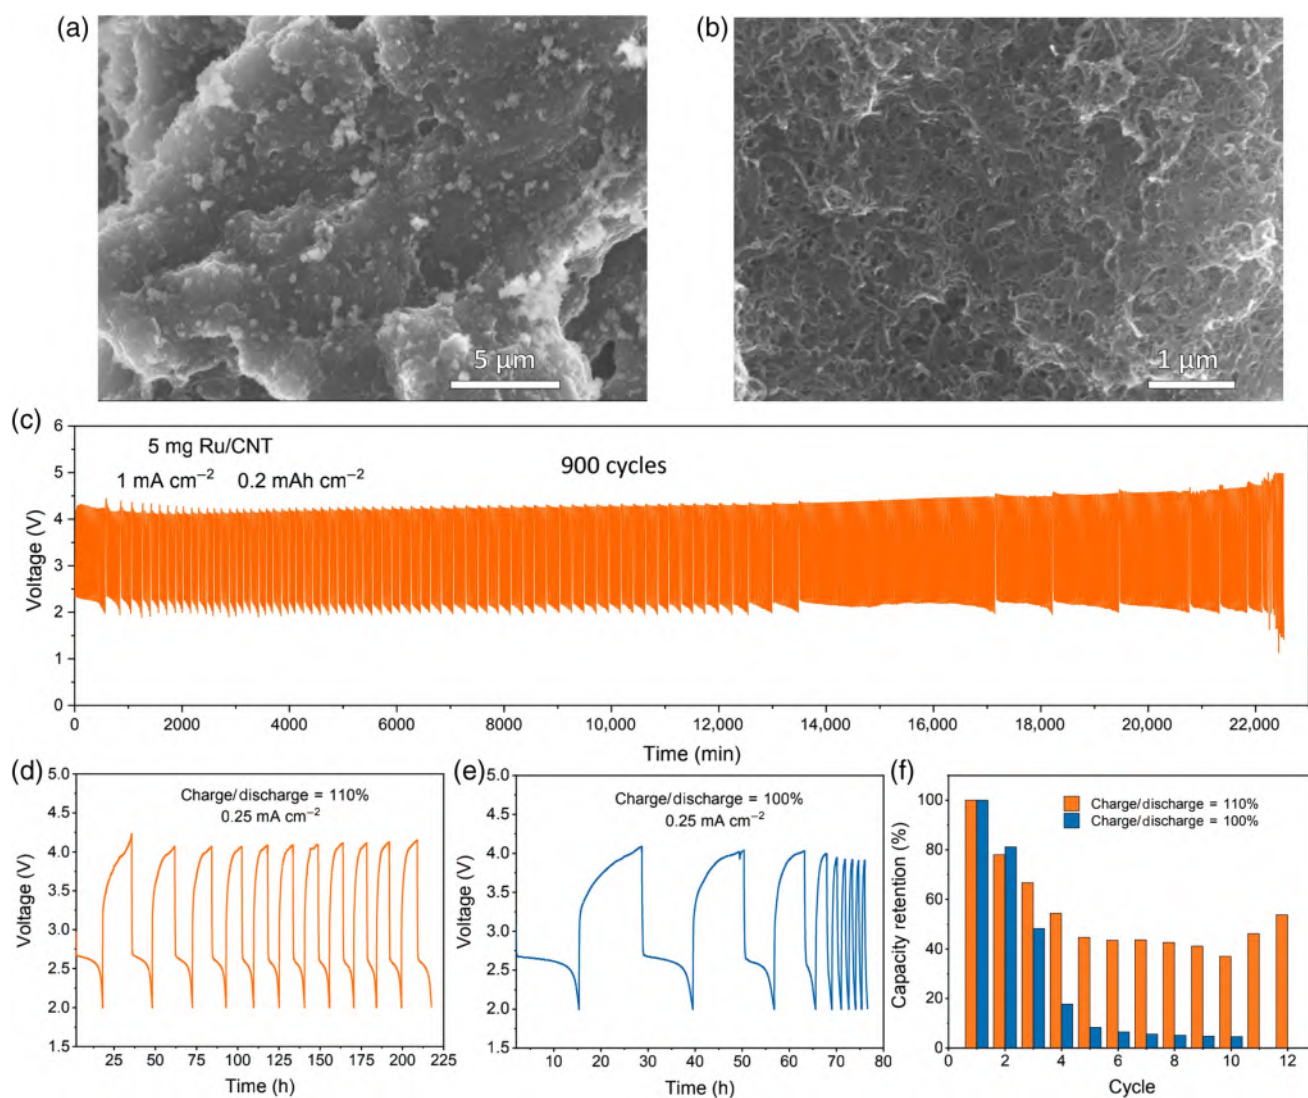 (a)
5 μm
(b)
1 μm
(c)
5 mg Ru/CNT
1 mA cm⁻² 0.2 mAh cm⁻²
900 cycles
Voltage (V)
6
5
4
3
2
1
0
0 2000 4000 6000 8000 10,000 12,000 14,000 16,000 18,000 20,000 22,000
Time (min)
(d)
Charge/discharge = 110%
0.25 mA cm⁻²
Voltage (V)
5.0
4.5
4.0
3.5
3.0
2.5
2.0
1.5
25 50 75 100 125 150 175 200 225
Time (h)
(e)
Charge/discharge = 100%
0.25 mA cm⁻²
Voltage (V)
5.0
4.5
4.0
3.5
3.0
2.5
2.0
1.5
10 20 30 40 50 60 70 80
Time (h)
(f)
Charge/discharge = 110%
Charge/discharge = 100%
Capacity retention (%)
100
80
60
40
20
0
0 2 4 6 8 10 12
Cycle